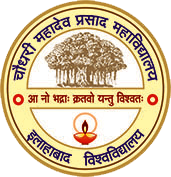 चौधरी महादेव प्रसाद महाविद्यालय
आ नो भद्राः क्रतवो यन्तु विश्वतः
इलाहाबाद विश्वविद्यालय